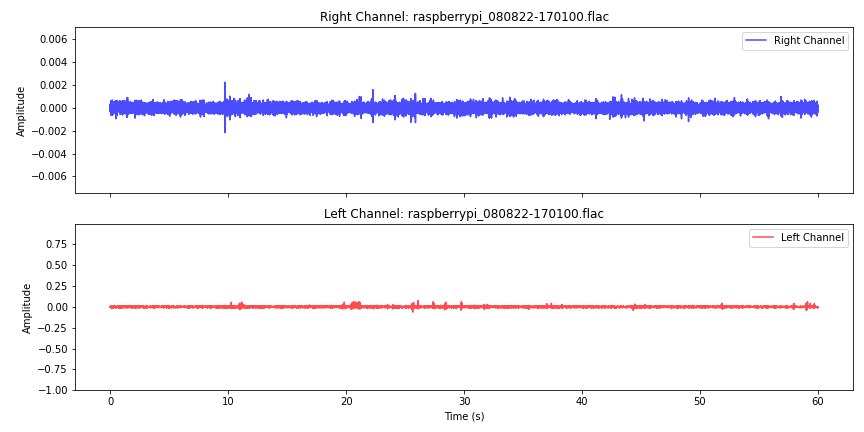 Right Channel: raspberrypi_080822-170100.flac
Right Channel
Amplitude
0.006
0.004
0.002
0.000
−0.002
−0.004
−0.006
Left Channel: raspberrypi_080822-170100.flac
Left Channel
Amplitude
0.75
0.50
0.25
0.00
−0.25
−0.50
−0.75
−1.00
0 10 20 30 40 50 60
Time (s)